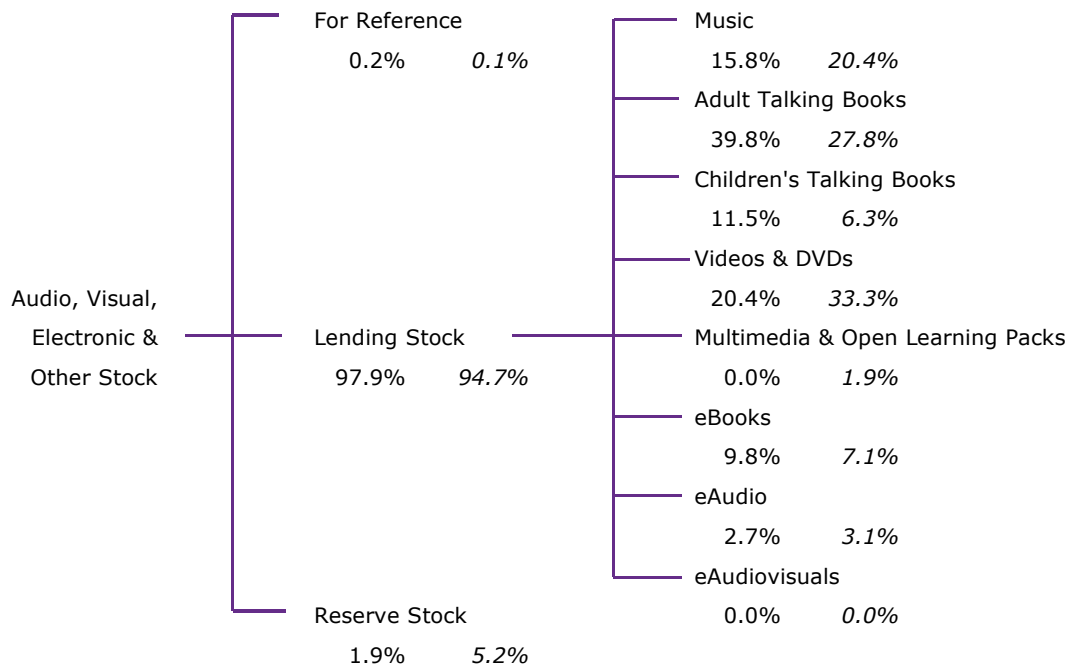 For Reference
0.2% 0.1%
Audio, Visual,
Electronic &
Other Stock
Lending Stock
97.9% 94.7%
Reserve Stock
1.9% 5.2%
Music
15.8% 20.4%
Adult Talking Books
39.8% 27.8%
Children's Talking Books
11.5% 6.3%
Videos & DVDs
20.4% 33.3%
Multimedia & Open Learning Packs
0.0% 1.9%
eBooks
9.8% 7.1%
eAudio
2.7% 3.1%
eAudiovisuals
0.0% 0.0%